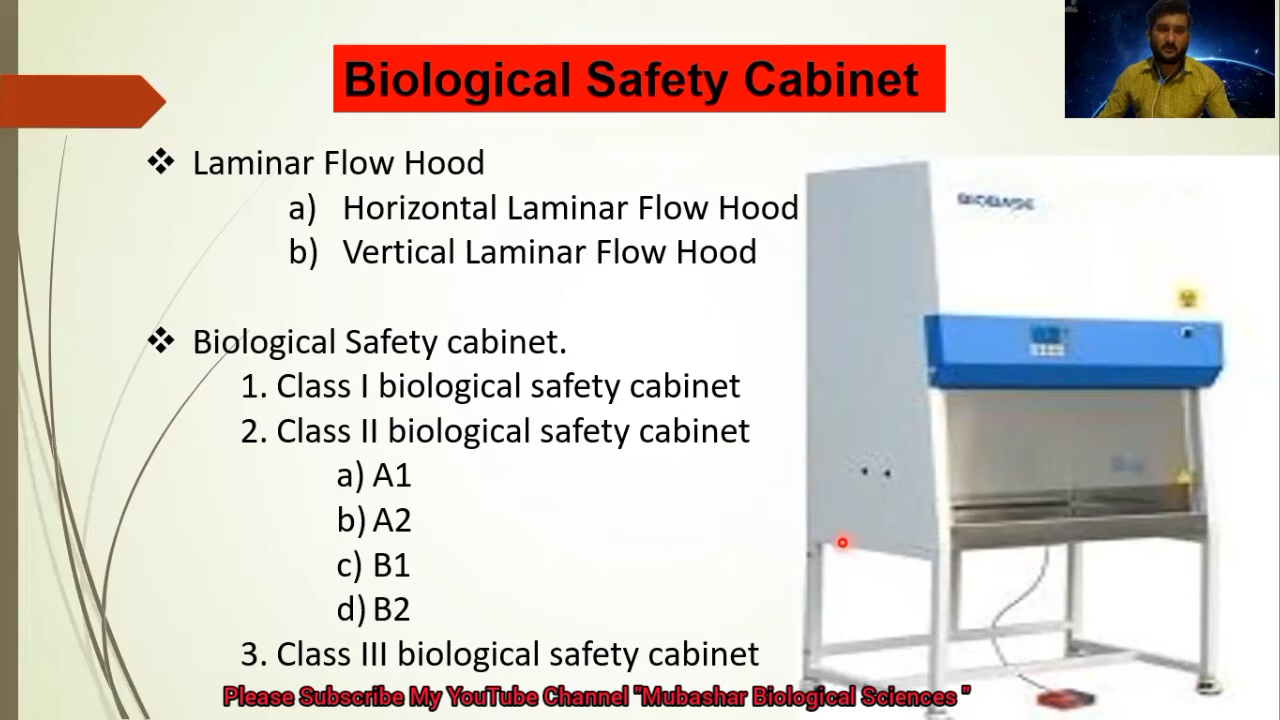 Biological Safety Cabinet
❖ Laminar Flow Hood
a) Horizontal Laminar Flow Hood
b) Vertical Laminar Flow Hood
BIOBASE
❖ Biological Safety cabinet.
1. Class I biological safety cabinet
2. Class II biological safety cabinet
a) A1
b) A2
c) B1
d) B2
3. Class III biological safety cabinet
Please Subscribe My YouTube Channel "Mubashar Biological Sciences "